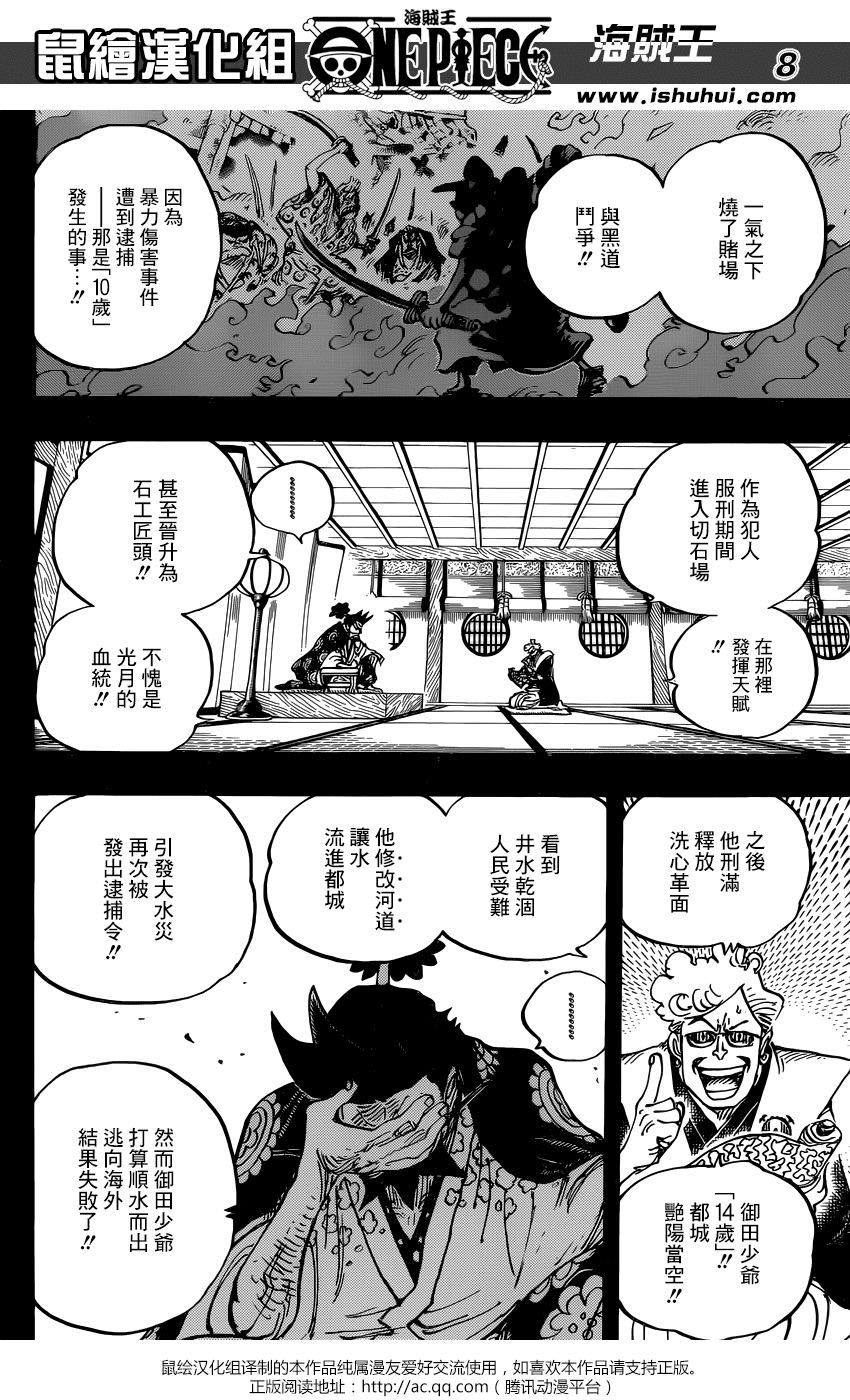 鼠繪漢化組
海賊王
ONE PIECE
海賊王
8
www.ishuhui.com
一氣之下
燒了賭場
與黑道
鬥爭!!
因為
暴力傷害事件
遭到逮捕
——那是「10歲」
發生的事…!!
作為犯人
服刑期間
進入切石場
在那裡
發揮天賦
!!
………
甚至晉升為
石工匠頭!!
不愧是
光月的
血統!!
之後
他刑滿
釋放
洗心革面
御田少爺
「14歲」!!
都城
艷陽當空!!
看到
井水乾涸
人民受難
他修改河道
讓水
流進都城
………
引發大水災
再次被
發出逮捕令!!
然而御田少爺
打算順水而出
逃向海外
結果失敗了!!
鼠绘汉化组译制的本作品纯属漫友爱好交流使用，如喜欢本作品请支持正版。
正版阅读地址：http://ac.qq.com（腾讯动漫平台）